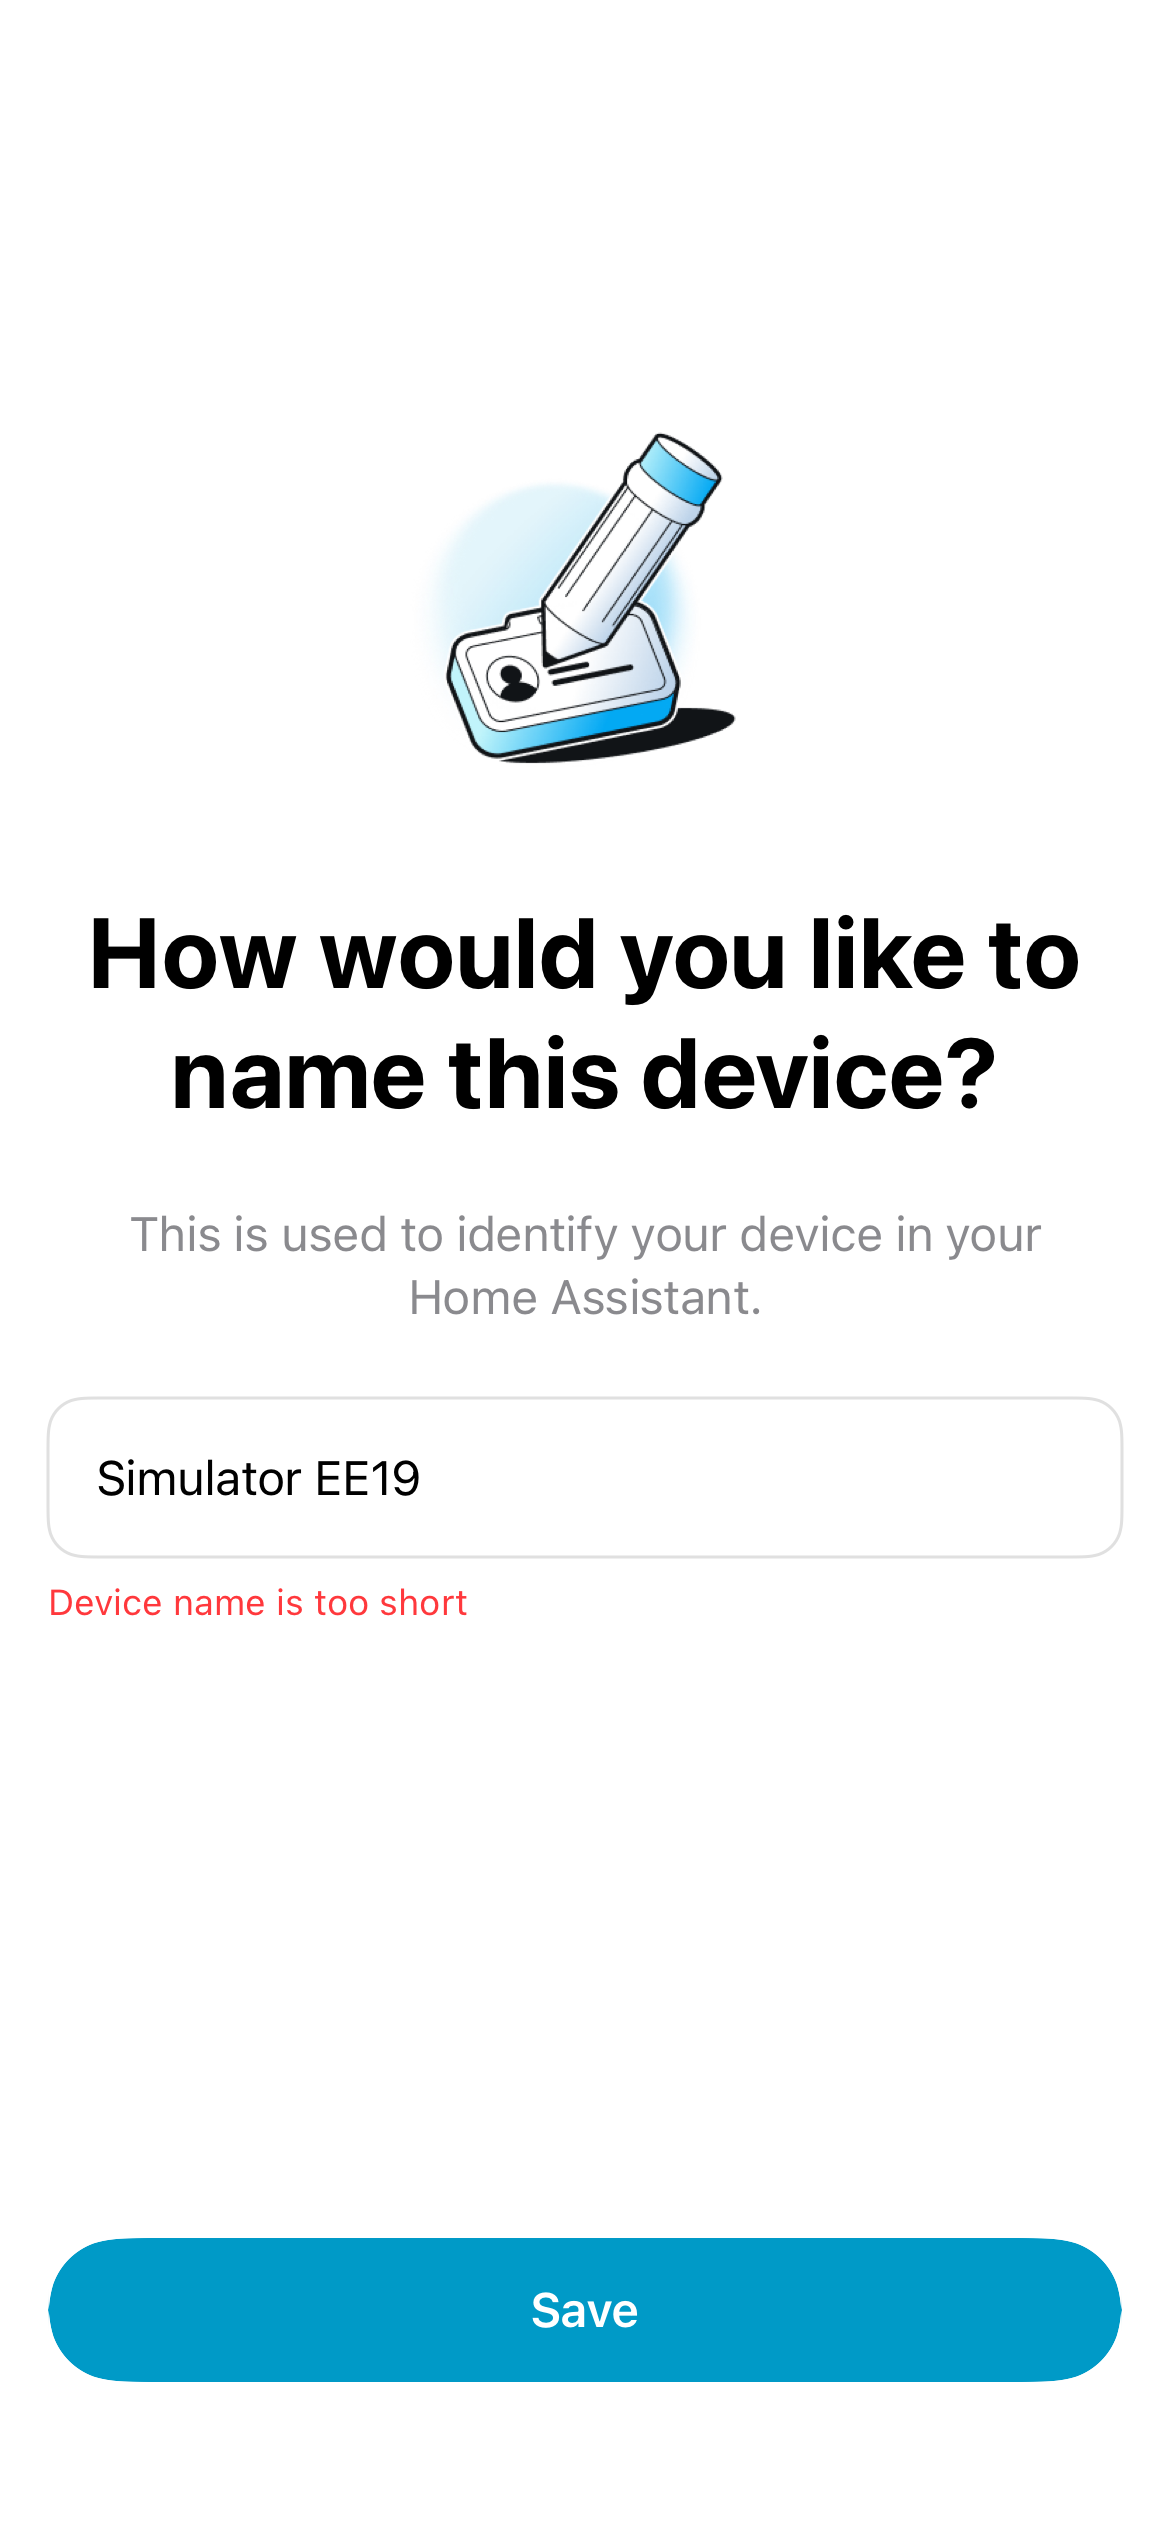 How would you like to
name this device?
This is used to identify your device in your
Home Assistant.
Simulator EE19
Device name is too short
Save